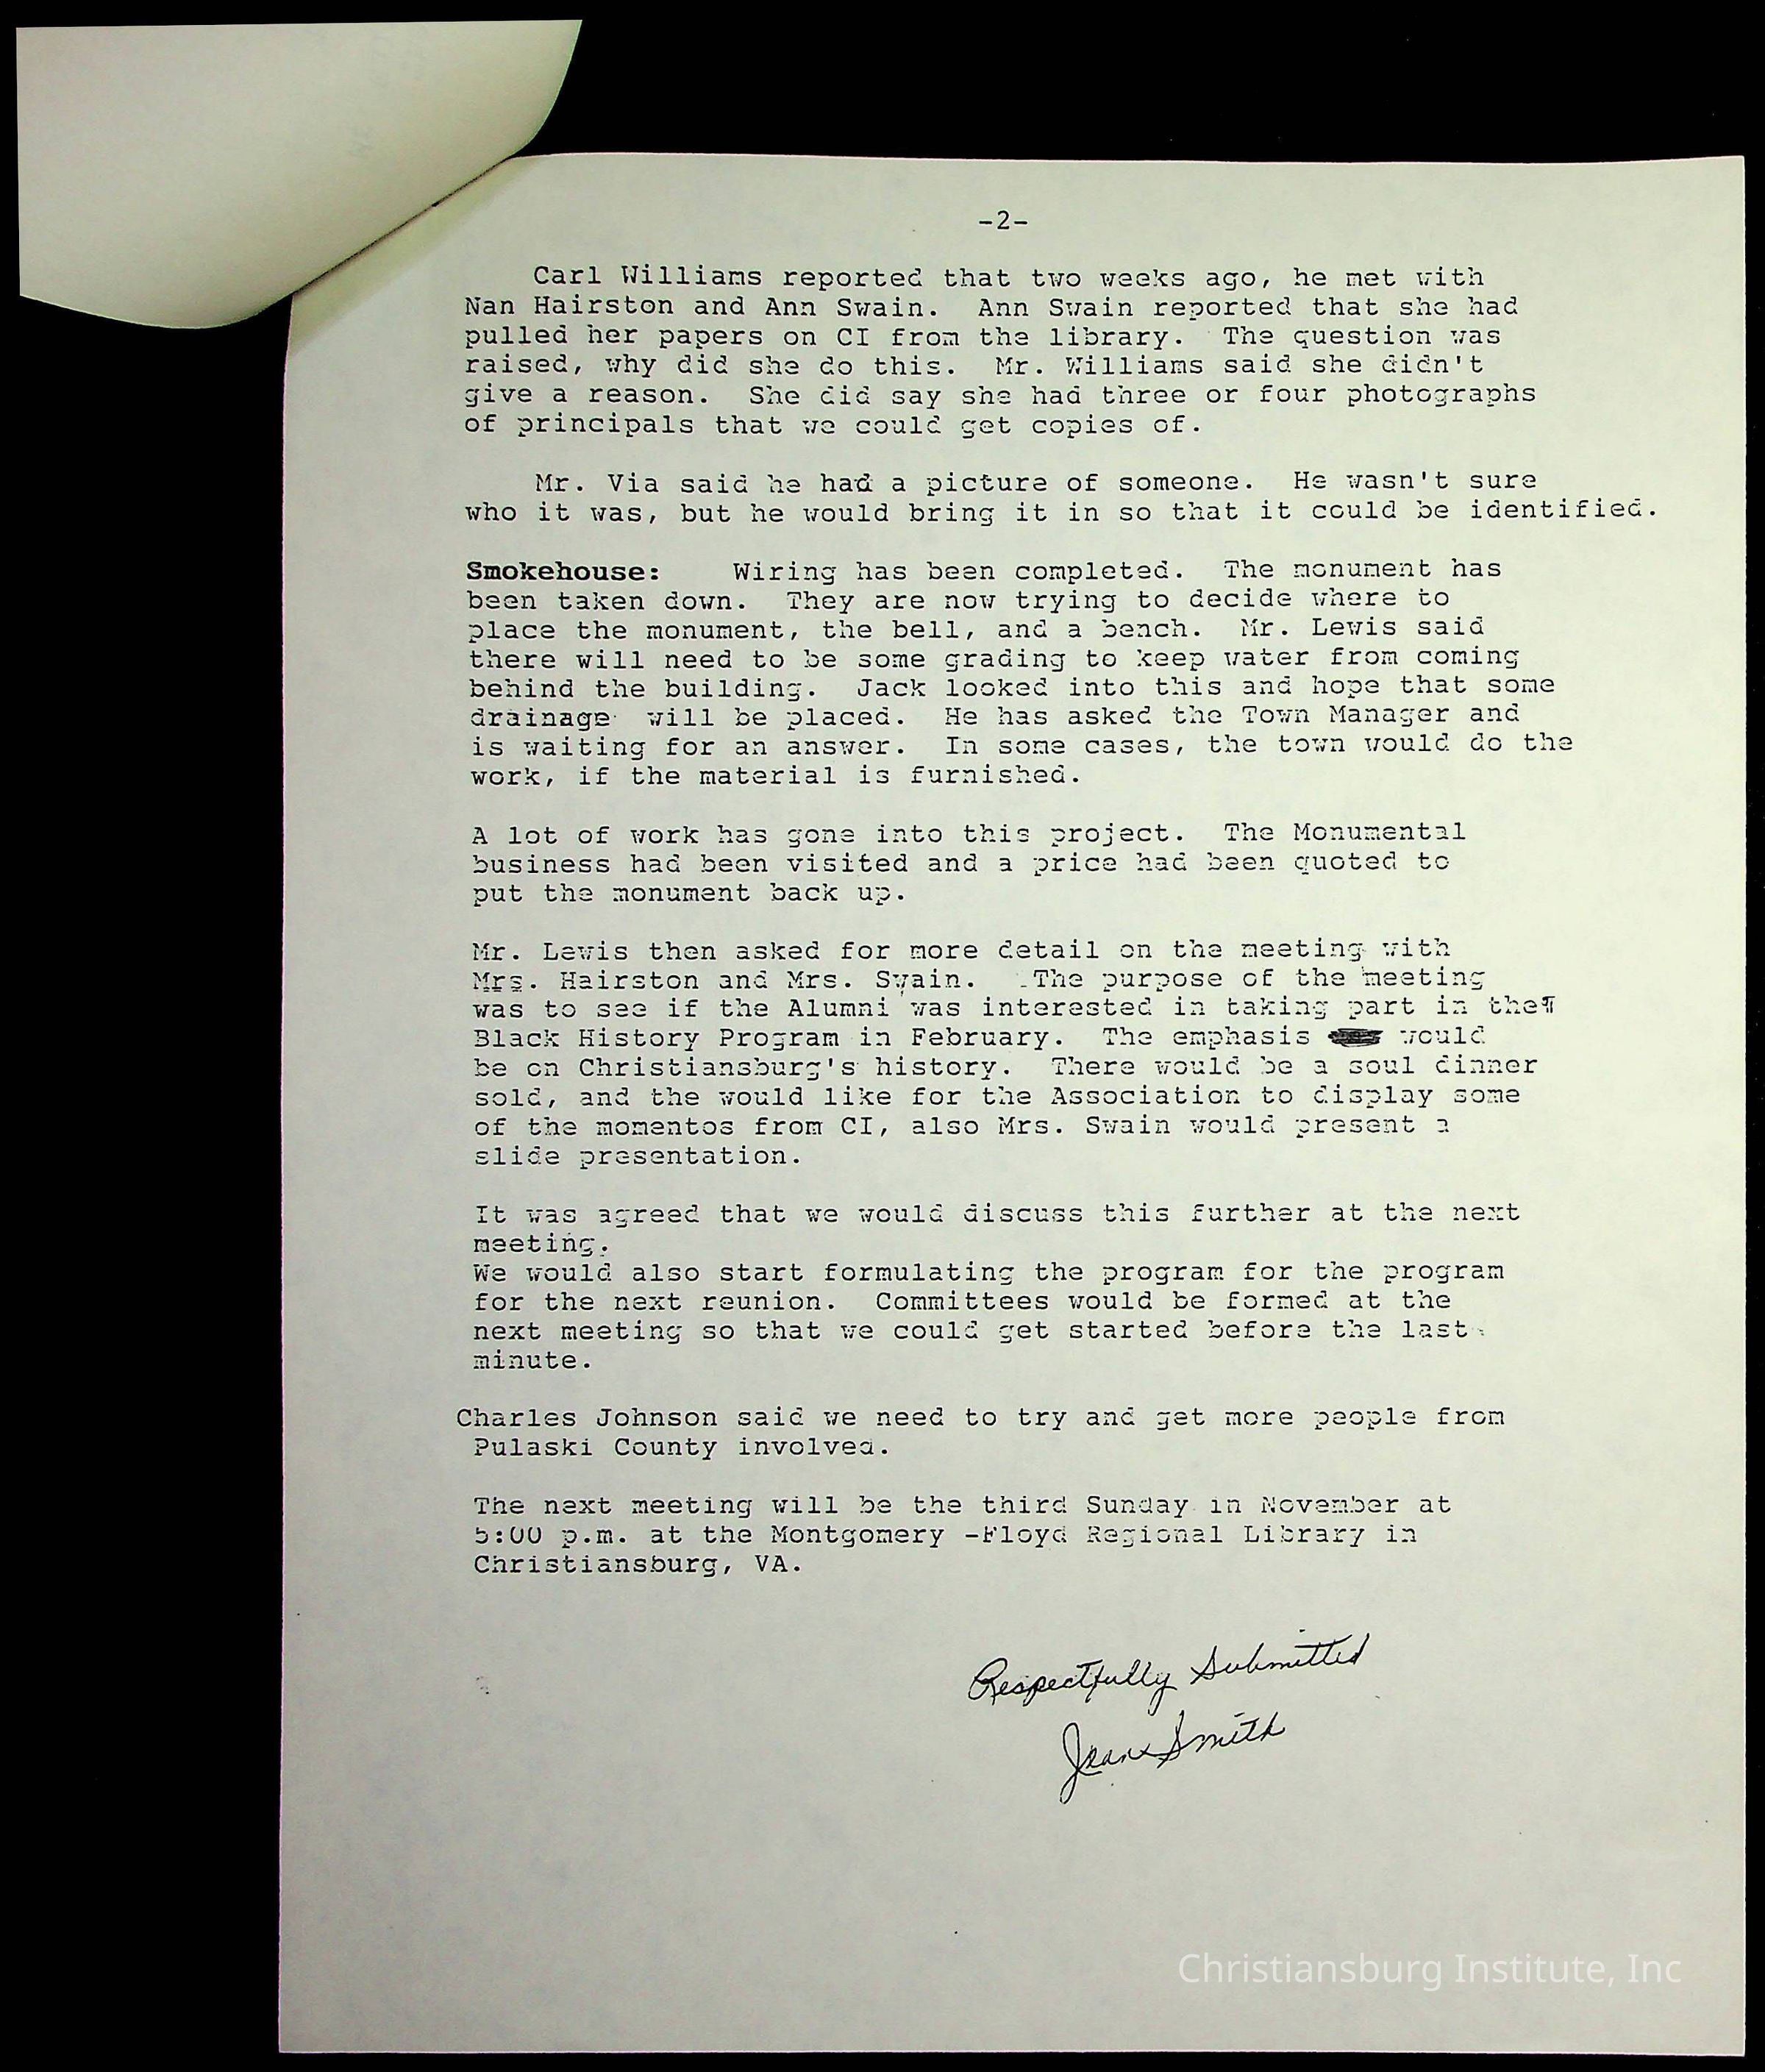 -2-
Carl Williams reported that two weeks ago, he met with
Nan Hairston and Ann Swain. Ann Swain reported that she had
pulled her papers on CI from the library. The question was
raised, why did she do this. Mr. Williams said she didn't
give a reason. She did say she had three or four photographs
of principals that we could get copies of.
Mr. Via said he had a picture of someone. He wasn't sure
who it was, but he would bring it in so that it could be identified.
Smokehouse: Wiring has been completed. The monument has
been taken down. They are now trying to decide where to
place the monument, the bell, and a bench. Mr. Lewis said
there will need to be some grading to keep water from coming
behind the building. Jack looked into this and hope that some
drainage will be placed. He has asked the Town Manager and
is waiting for an answer. In some cases, the town would do the
work, if the material is furnished.
A lot of work has gone into this project. The Monumental
business had been visited and a price had been quoted to
put the monument back up.
Mr. Lewis then asked for more detail on the meeting with
Mrs. Hairston and Mrs. Swain. The purpose of the meeting
was to see if the Alumni was interested in taking part in the¶
Black History Program in February. The emphasis would
be on Christiansburg's history. There would be a soul dinner
sold, and the would like for the Association to display some
of the momentos from CI, also Mrs. Swain would present a
slide presentation.
It was agreed that we would discuss this further at the next
meeting.
We would also start formulating the program for the program
for the next reunion. Committees would be formed at the
next meeting so that we could get started before the last
minute.
Charles Johnson said we need to try and get more people from
Pulaski County involved.
The next meeting will be the third Sunday in November at
5:00 p.m. at the Montgomery -Floyd Regional Library in
Christiansburg, VA.
Respectfully Submitted
Jean Smith
Christiansburg Institute, Inc